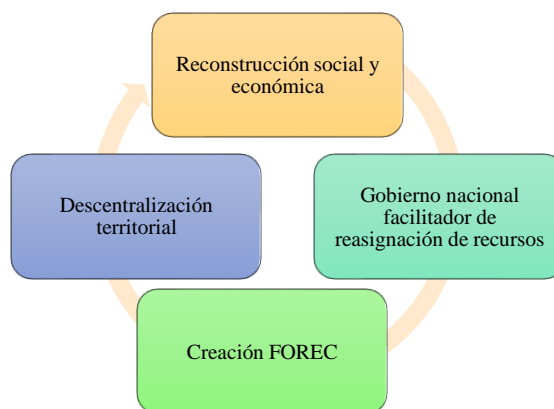 Reconstrucción social y
económica
Gobierno nacional
facilitador de
reasignación de recursos
Creación FOREC
Descentralización
territorial